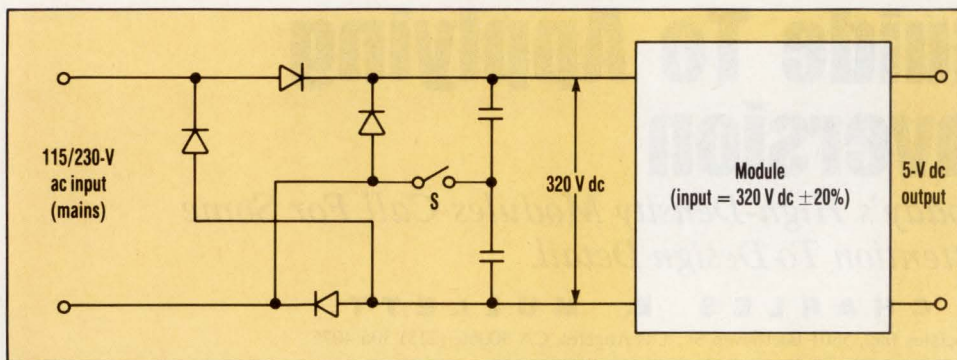 115/230-V
ac input
(mains)
S
320 V dc
Module
(input = 320 V dc ±20%)
5-V dc
output